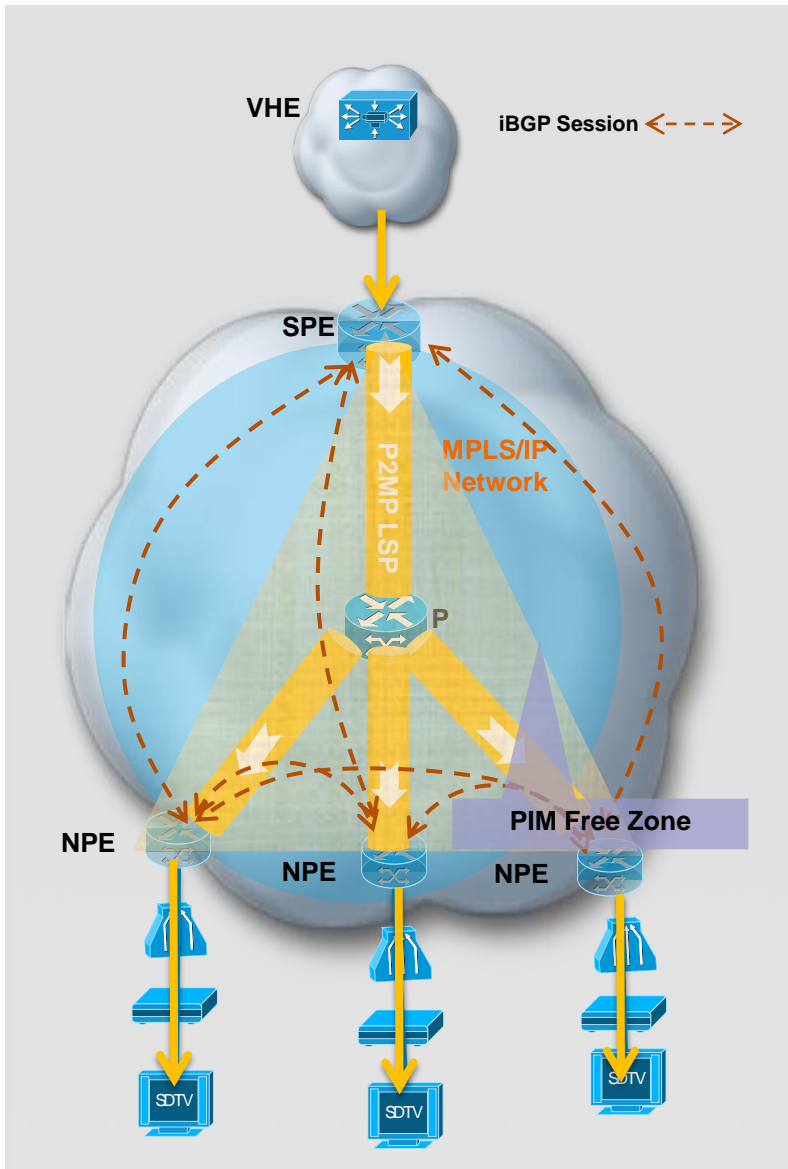 VHE
iBGP Session
SPE
MPLS/IP
Network
P2MP LSP
P
PIM Free Zone
NPE
NPE
NPE
SDTV
SDTV
SDTV